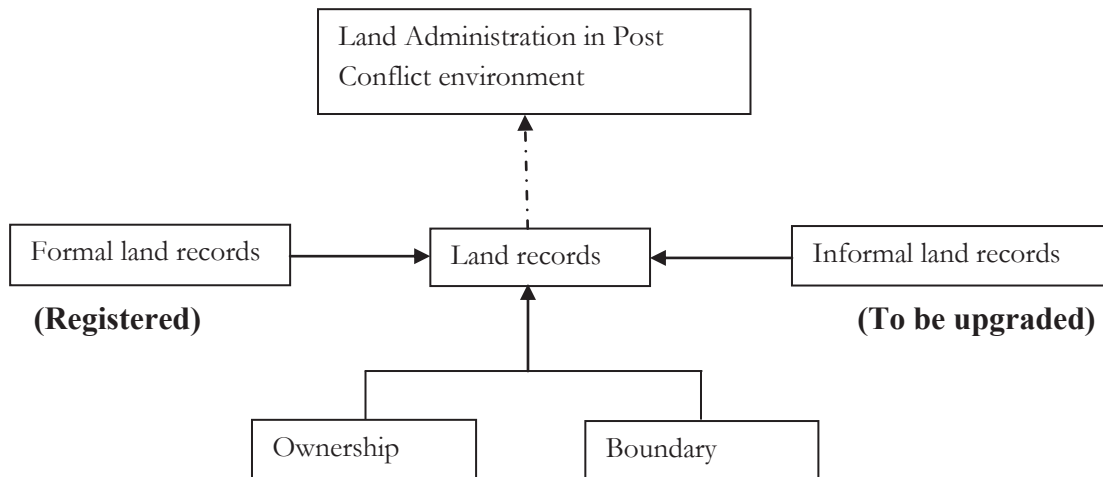 Land Administration in Post
Conflict environment
Formal land records
Land records
Informal land records
(Registered)
(To be upgraded)
Ownership
Boundary